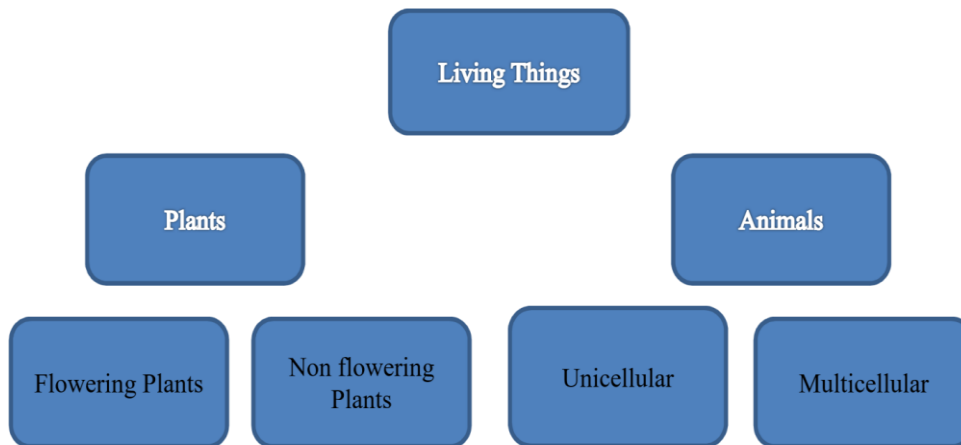 Living Things
Plants
Animals
Flowering Plants
Non flowering
Plants
Unicellular
Multicellular